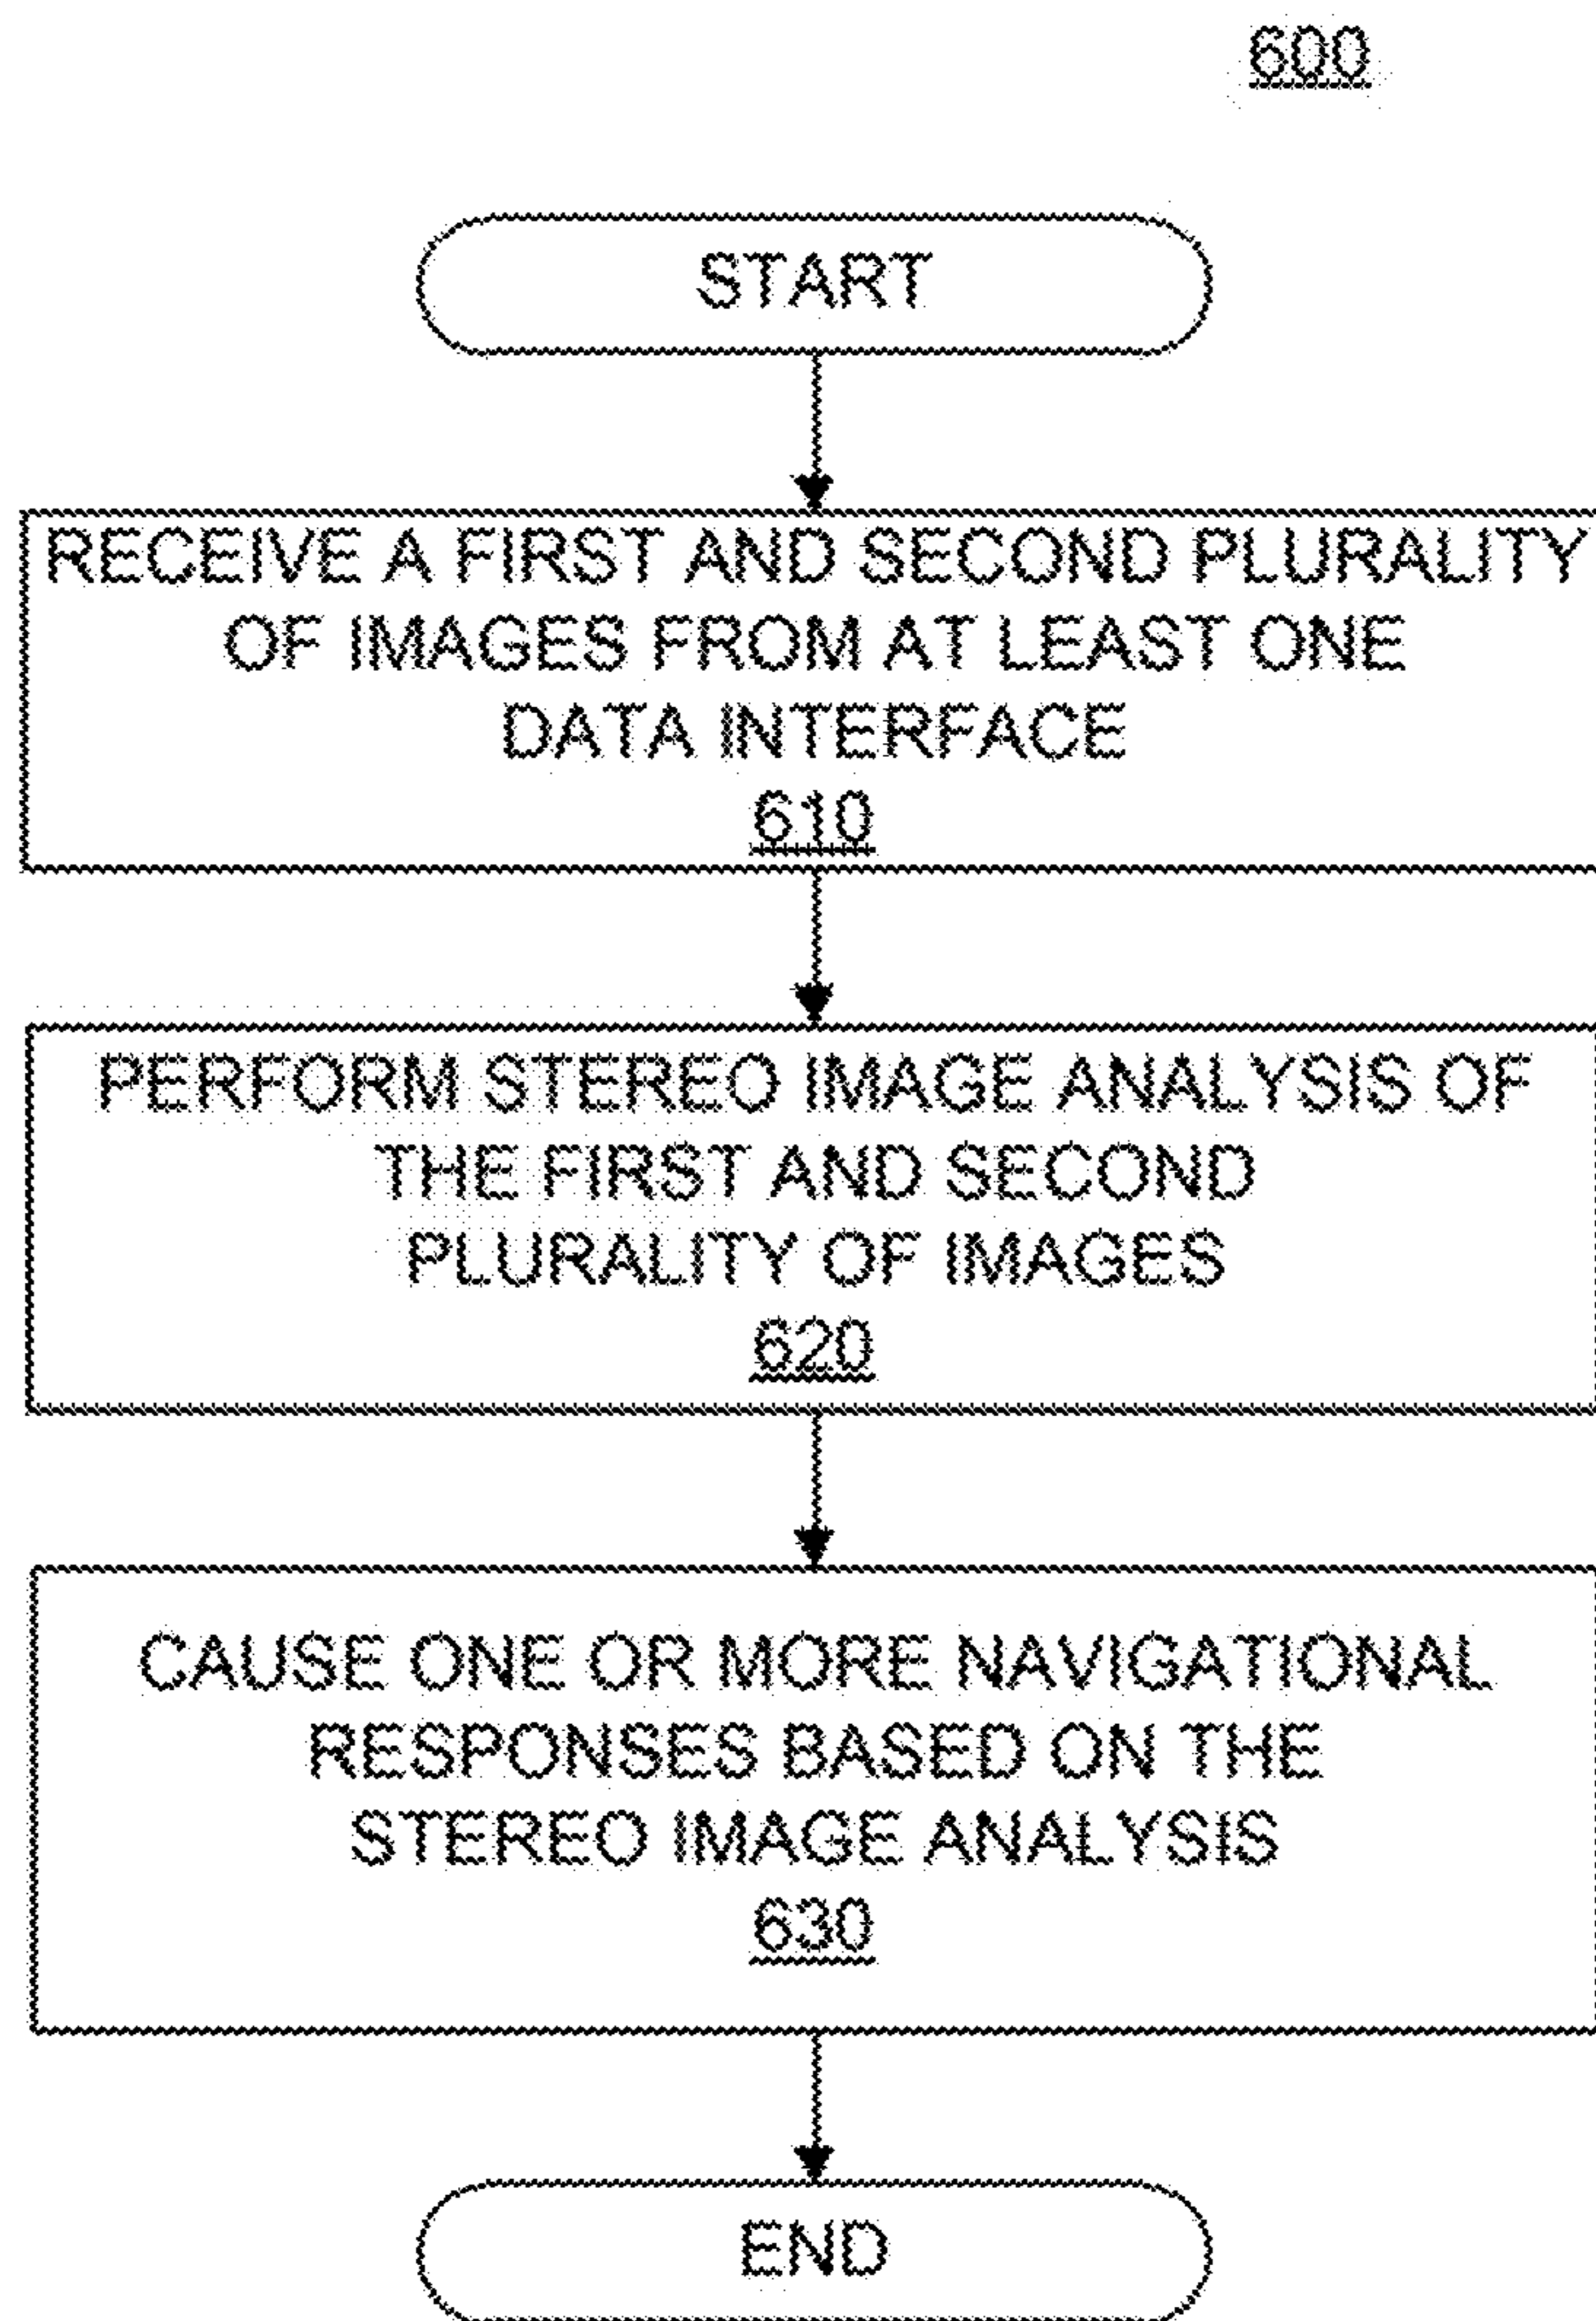 600
START
RECEIVE A FIRST AND SECOND PLURALITY
OF IMAGES FROM AT LEAST ONE
DATA INTERFACE
610
PERFORM STEREO IMAGE ANALYSIS OF
THE FIRST AND SECOND
PLURALITY OF IMAGES
620
CAUSE ONE OR MORE NAVIGATIONAL
RESPONSES BASED ON THE
STEREO IMAGE ANALYSIS
630
END